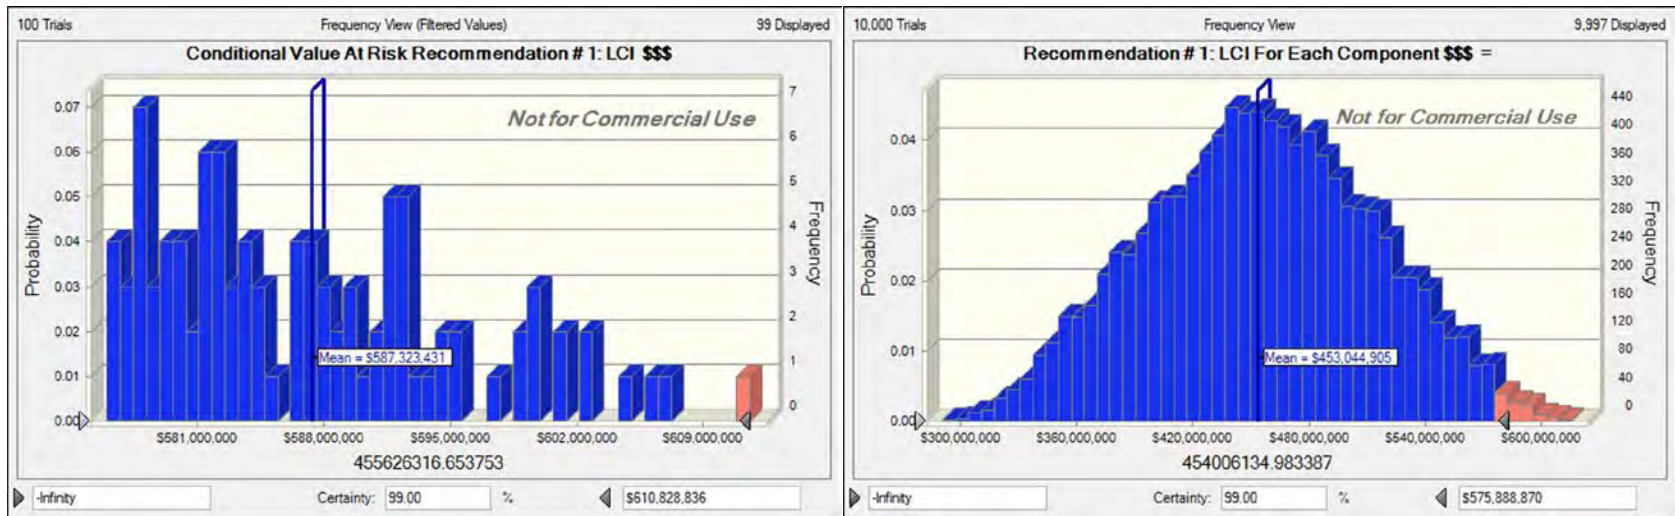 100 Trials Frequency View (Filtered Values) 99 Displayed
Conditional Value At Risk Recommendation # 1: LCI $$$
Not for Commercial Use
Probability
0.07
0.06
0.05
0.04
0.03
0.02
0.01
0.00
7
6
5
4
3
2
1
0
Frequency
Mean = $587,323,431
$581,000,000 $588,000,000 $595,000,000 $602,000,000 $609,000,000
455626316.653753
-Infinity Certainty: 99.00 % $610,828,836
10,000 Trials Frequency View 9,997 Displayed
Recommendation # 1: LCI For Each Component $$$ =
Not for Commercial Use
Probability
0.04
0.03
0.02
0.01
0.00
440
400
360
320
280
240
200
160
120
80
40
0
Frequency
Mean = $453,044,905
$300,000,000 $360,000,000 $420,000,000 $480,000,000 $540,000,000 $600,000,000
454006134.983387
-Infinity Certainty: 99.00 % $575,888,870